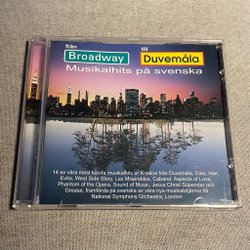 från Broadway till Duvemåla
Musikalhits på svenska
14 av våra mest kända musikalhits ur Kristina från Duvemåla, Cats, Hair,
Evita, West Side Story, Les Miserables, Cabaret, Aspects of Love,
Phantom of the Opera, Sound of Music, Jesus Christ Superstar och
Grease, framförda på svenska av våra nya musikalstjärnor till
National Symphony Orchestra, London